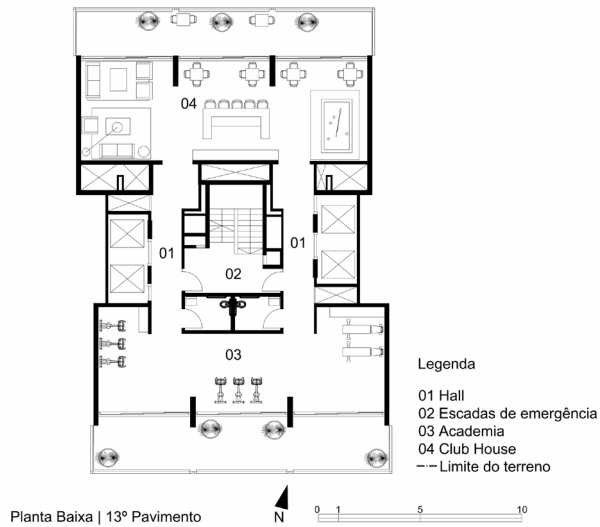 04
01
01
02
03
Legenda
01 Hall
02 Escadas de emergência
03 Academia
04 Club House
Limite do terreno
Planta Baixa | 13º Pavimento
N
0 1 5 10